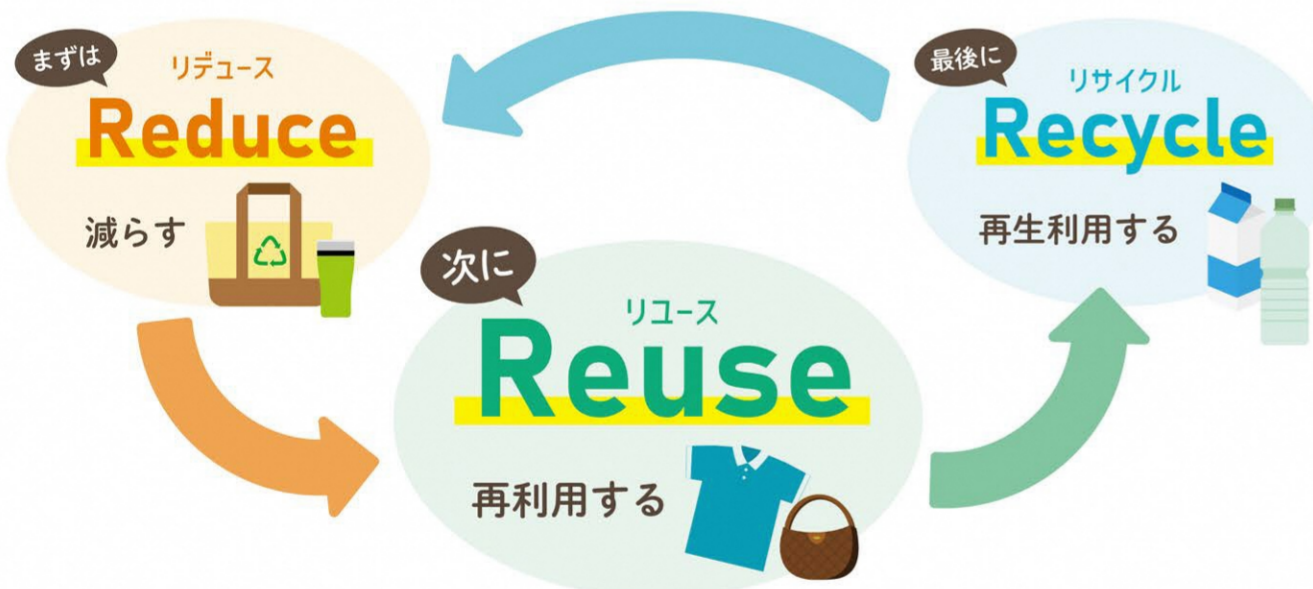 まずは
リデュース
Reduce
減らす
次に
リユース
Reuse
再利用する
最後に
リサイクル
Recycle
再生利用する